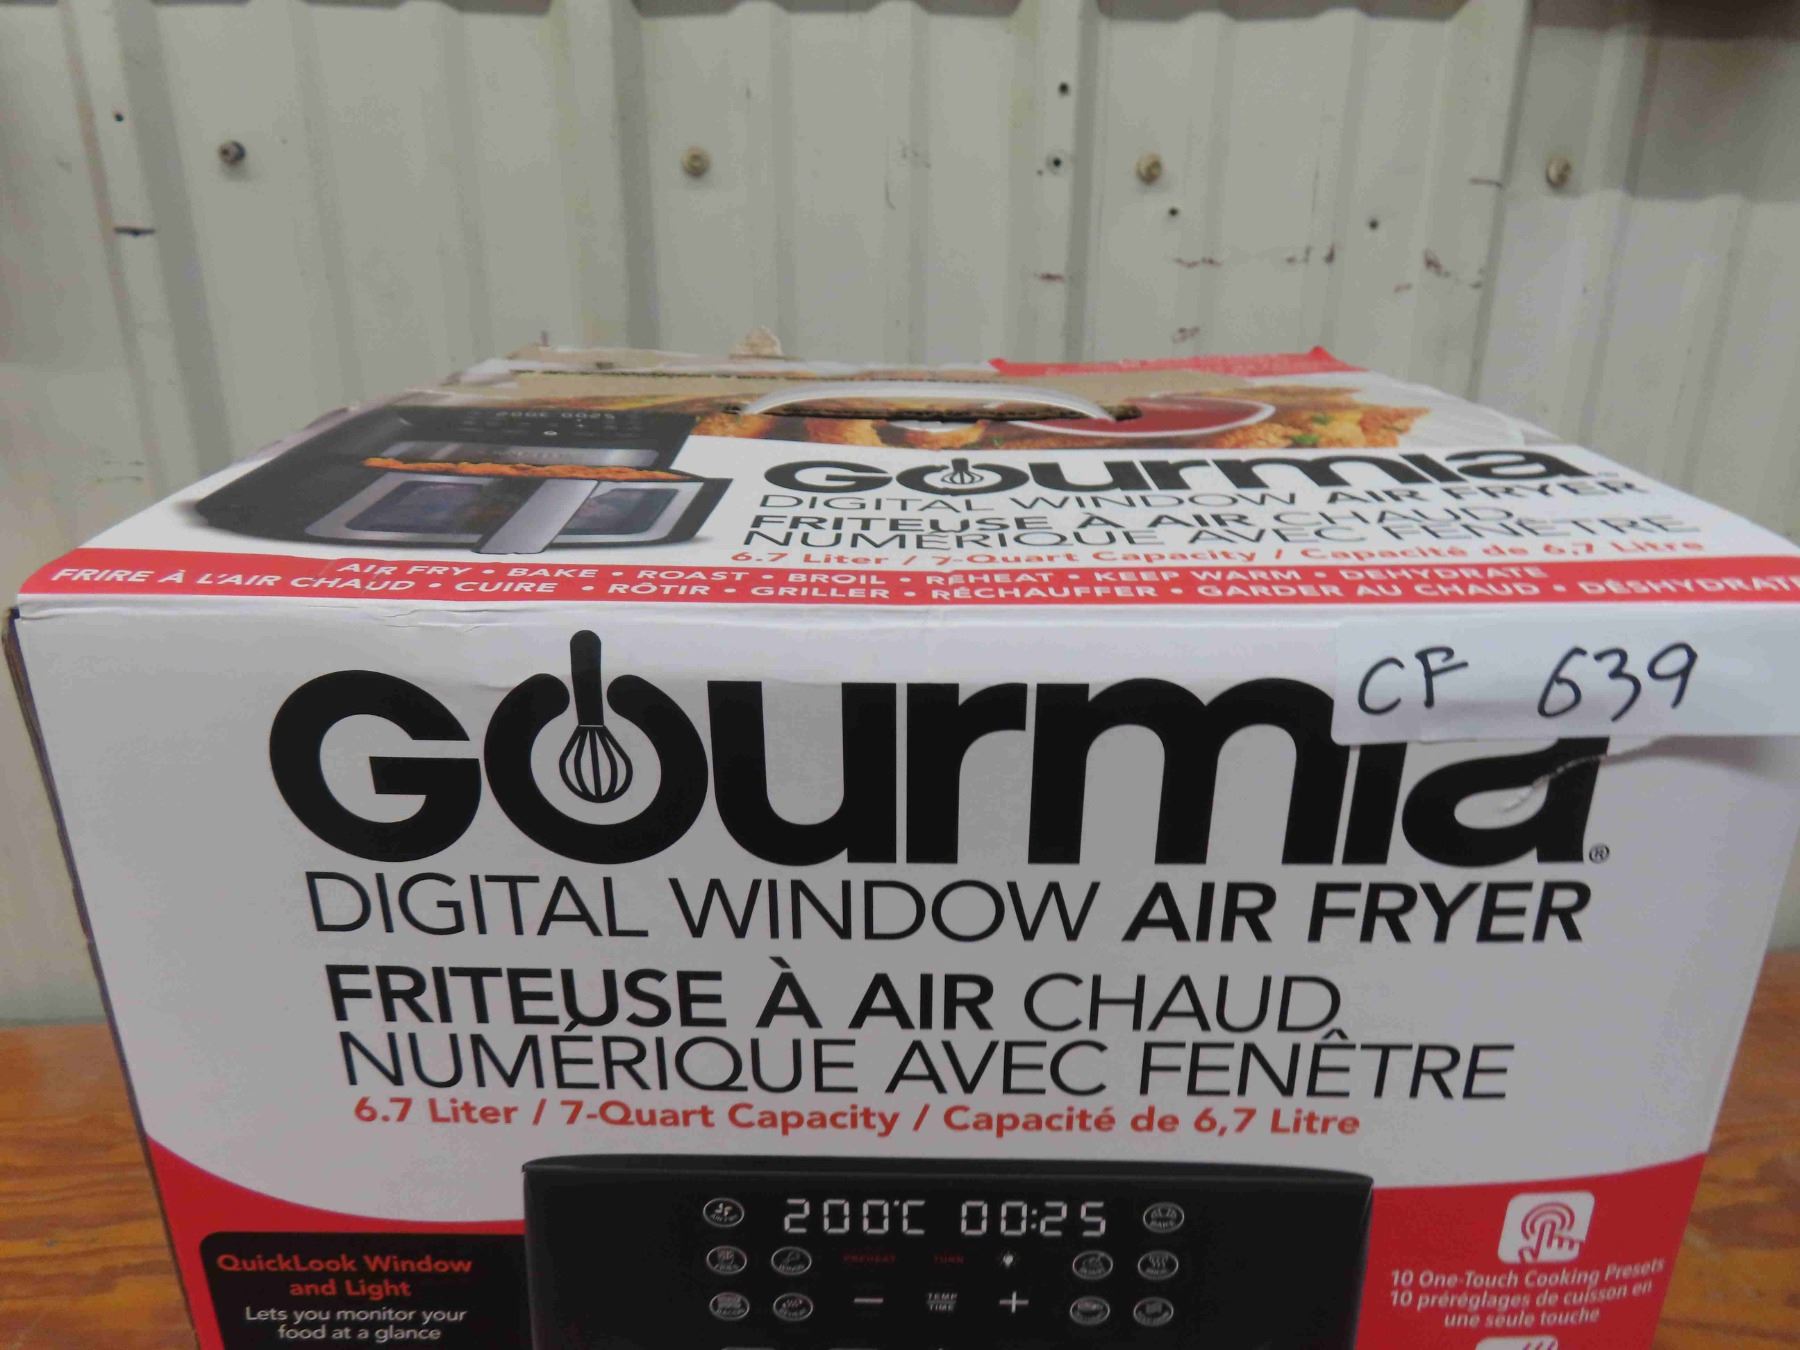 200C 0025
Gourmia
DIGITAL WINDOW AIR FRYER
FRITEUSE À AIR CHAUD
NUMÉRIQUE AVEC FENÊTRE
6.7 Liter / 7-Quart Capacity / Capacité de 6,7 Litre
AIR FRY • BAKE • ROAST • BROIL • REHEAT • KEEP WARM • DEHYDRATE
FRIRE À L'AIR CHAUD • CUIRE • RÔTIR • GRILLER • RÉCHAUFFER • GARDER AU CHAUD • DÉSHYDRATE
CF 639
Gourmia®
DIGITAL WINDOW AIR FRYER
FRITEUSE À AIR CHAUD
NUMÉRIQUE AVEC FENÊTRE
6.7 Liter / 7-Quart Capacity / Capacité de 6,7 Litre
200°C 00:25
PREHEAT TURN
TEMP
TIME
QuickLook Window
and Light
Lets you monitor your
food at a glance
10 One-Touch Cooking Presets
10 préréglages de cuisson en
une seule touche